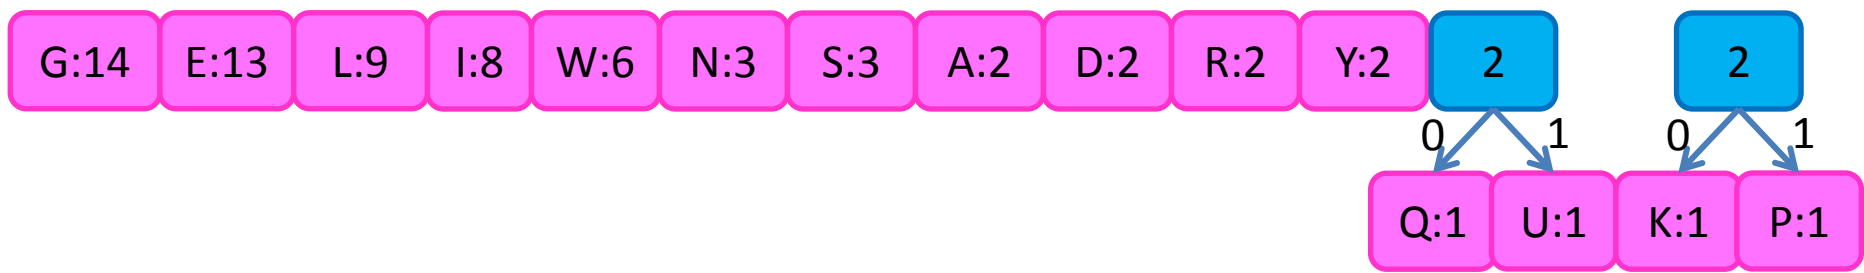 G:14 E:13 L:9 I:8 W:6 N:3 S:3 A:2 D:2 R:2 Y:2 2 2
0 1 0 1
Q:1 U:1 K:1 P:1